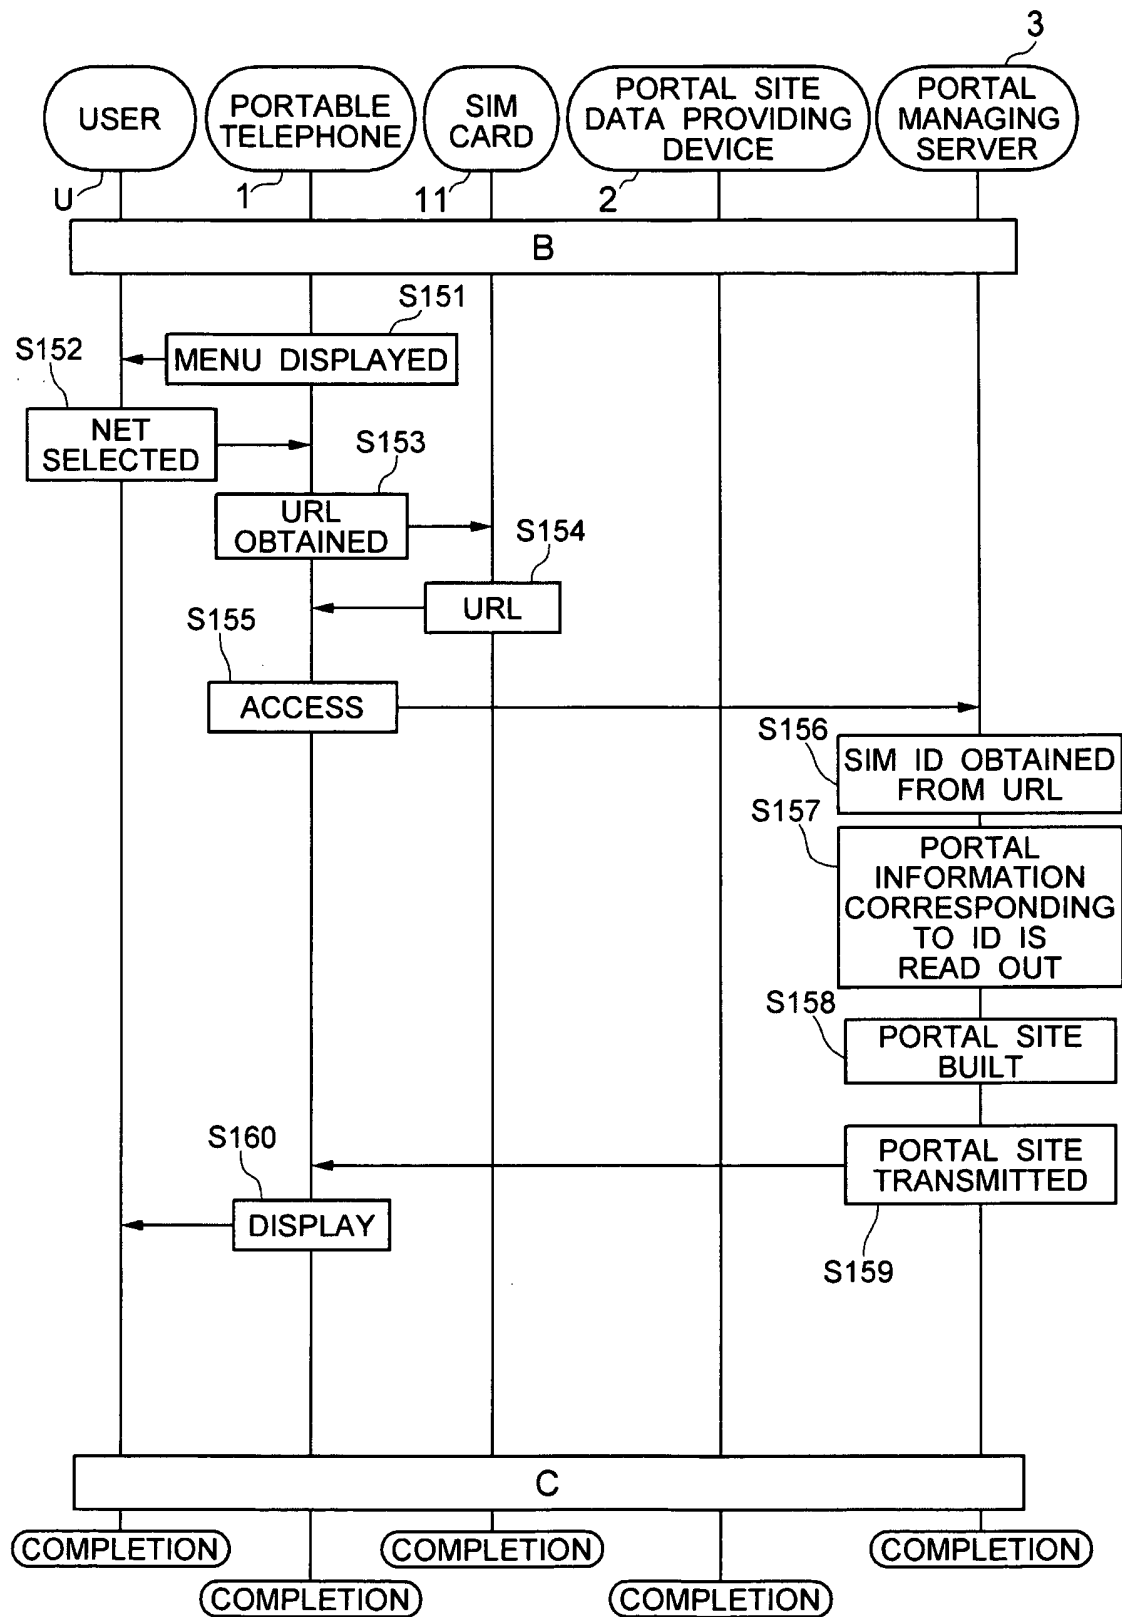 3
USER
PORTABLE
TELEPHONE
SIM
CARD
PORTAL SITE
DATA PROVIDING
DEVICE
PORTAL
MANAGING
SERVER
U
1
11
2
B
S151
MENU DISPLAYED
S152
NET
SELECTED
S153
URL
OBTAINED
S154
URL
S155
ACCESS
S156
SIM ID OBTAINED
FROM URL
S157
PORTAL
INFORMATION
CORRESPONDING
TO ID IS
READ OUT
S158
PORTAL SITE
BUILT
PORTAL SITE
TRANSMITTED
S159
S160
DISPLAY
C
COMPLETION
COMPLETION
COMPLETION
COMPLETION
COMPLETION